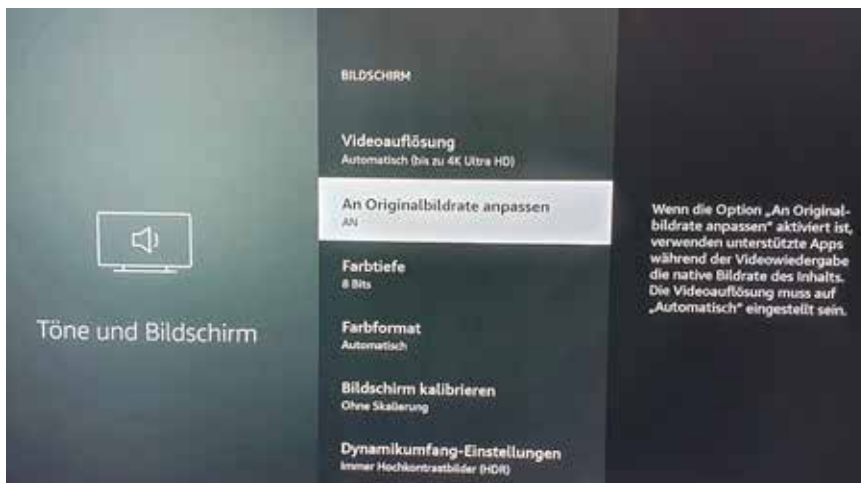 Töne und Bildschirm
BILDSCHIRM
Videoauflösung
Automatisch (bis zu 4K Ultra HD)
An Originalbildrate anpassen
AN
Farbtiefe
8 Bits
Farbformat
Automatisch
Bildschirm kalibrieren
Ohne Skalierung
Dynamikumfang-Einstellungen
Immer Hochkontrastbilder (HDR)
Wenn die Option „An Original-
bildrate anpassen“ aktiviert ist,
verwenden unterstützte Apps
während der Videowiedergabe
die native Bildrate des Inhalts.
Die Videoauflösung muss auf
„Automatisch“ eingestellt sein.